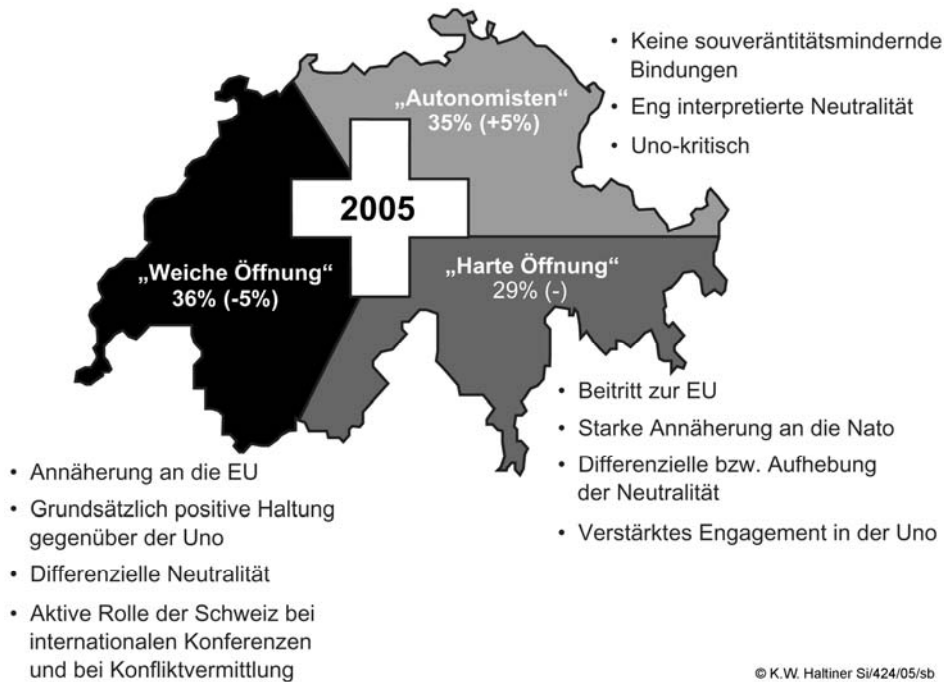 • Keine souveräntitätsmindernde
Bindungen
• Eng interpretierte Neutralität
• Uno-kritisch
„Autonomisten“
35% (+5%)
2005
„Weiche Öffnung“
36% (-5%)
„Harte Öffnung“
29% (-)
• Beitritt zur EU
• Starke Annäherung an die Nato
• Differenzielle bzw. Aufhebung
der Neutralität
• Verstärktes Engagement in der Uno
• Annäherung an die EU
• Grundsätzlich positive Haltung
gegenüber der Uno
• Differenzielle Neutralität
• Aktive Rolle der Schweiz bei
internationalen Konferenzen
und bei Konfliktvermittlung
© K.W. Haltiner Si/424/05/sb